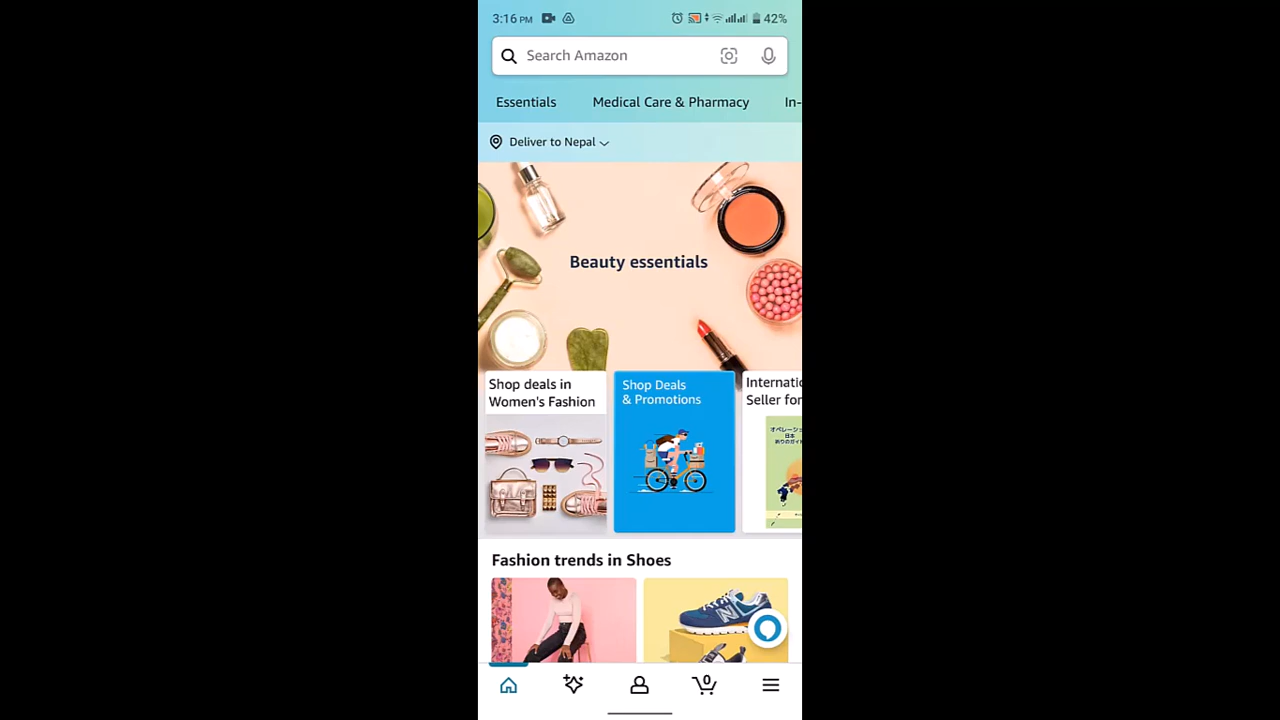 3:16 PM
42%
Search Amazon
Essentials Medical Care & Pharmacy In-
Deliver to Nepal
Beauty essentials
Shop deals in
Women's Fashion
Shop Deals
& Promotions
Internatio
Seller for
Fashion trends in Shoes
N
0